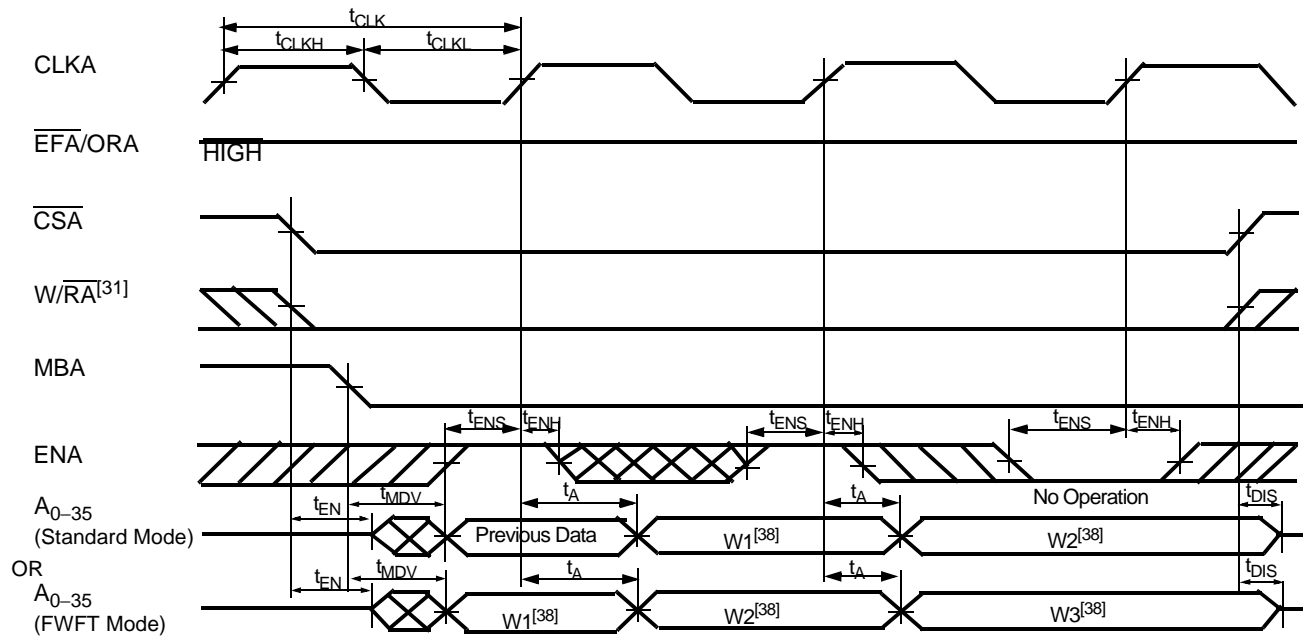 tCLK
tCLKH tCLKL
CLKA
EFA/ORA HIGH
CSA
W/RA[31]
MBA
tENS tENH tENS tENH tENS tENH
ENA
No Operation
tEN tMDV tA tA tDIS
A0–35
(Standard Mode)
Previous Data W1[38] W2[38]
OR
tEN tMDV tA tA tDIS
A0–35
(FWFT Mode)
W1[38] W2[38] W3[38]